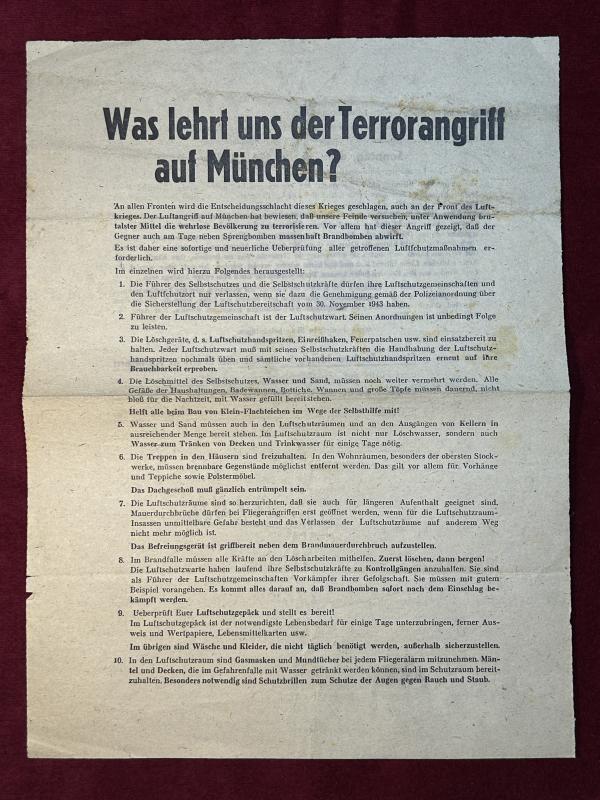 Was lehrt uns der Terrorangriff
auf München?
An allen Fronten wird die Entscheidungsschlacht dieses Krieges geschlagen, auch an der Front des Luft-
krieges. Der Luftangriff auf München hat bewiesen, daß unsere Feinde versuchen, unter Anwendung bru-
talster Mittel die wehrlose Bevölkerung zu terrorisieren. Vor allem hat dieser Angriff gezeigt, daß der
Gegner auch am Tage neben Sprengbomben massenhaft Brandbomben abwirft.
Es ist daher eine sofortige und neuerliche Ueberprüfung aller getroffenen Luftschutzmaßnahmen er-
forderlich.
Im einzelnen wird hierzu Folgendes herausgestellt:
1. Die Führer des Selbstschutzes und die Selbstschutzkräfte dürfen ihre Luftschutzgemeinschaften und
den Luftschutzort nur verlassen, wenn sie dazu die Genehmigung gemäß der Polizeianordnung über
die Sicherstellung der Luftschutzbereitschaft vom 30. November 1943 haben.
2. Führer der Luftschutzgemeinschaft ist der Luftschutzwart. Seinen Anordnungen ist unbedingt Folge
zu leisten.
3. Die Löschgeräte, d. s. Luftschutzhandspritzen, Einreißhaken, Feuerpatschen usw. sind einsatzbereit zu
halten. Jeder Luftschutzwart muß mit seinen Selbstschutzkräften die Handhabung der Luftschutz-
handspritzen nochmals üben und sämtliche vorhandenen Luftschutzhandspritzen erneut auf ihre
Brauchbarkeit erproben.
4. Die Löschmittel des Selbstschutzes, Wasser und Sand, müssen noch weiter vermehrt werden. Alle
Gefäße der Haushaltungen, Badewannen, Bottiche, Wannen und große Töpfe müssen dauernd, nicht
bloß für die Nachtzeit, mit Wasser gefüllt bereitstehen.
Helft alle beim Bau von Klein-Flachteichen im Wege der Selbsthilfe mit!
5. Wasser und Sand müssen auch in den Luftschutzräumen und an den Ausgängen von Kellern in
ausreichender Menge bereit stehen. Im Luftschutzraum ist nicht nur Löschwasser, sondern auch
Wasser zum Tränken von Decken und Trinkwasser für einige Tage nötig.
6. Die Treppen in den Häusern sind freizuhalten. In den Wohnräumen, besonders der obersten Stock-
werke, müssen brennbare Gegenstände möglichst entfernt werden. Das gilt vor allem für Vorhänge
und Teppiche sowie Polstermöbel.
Das Dachgeschoß muß gänzlich entrümpelt sein.
7. Die Luftschutzräume sind so herzurichten, daß sie auch für längeren Aufenthalt geeignet sind.
Mauerdurchbrüche dürfen bei Fliegerangriffen erst geöffnet werden, wenn für die Luftschutzraum-
Insassen unmittelbare Gefahr besteht und das Verlassen der Luftschutzräume auf anderem Weg
nicht mehr möglich ist.
Das Befreiungsgerät ist griffbereit neben dem Brandmauerdurchbruch aufzustellen.
8. Im Brandfalle müssen alle Kräfte an den Löscharbeiten mithelfen. Zuerst löschen, dann bergen!
Die Luftschutzwarte haben laufend ihre Selbstschutzkräfte zu Kontrollgängen anzuhalten. Sie sind
als Führer der Luftschutzgemeinschaften Vorkämpfer ihrer Gefolgschaft. Sie müssen mit gutem
Beispiel vorangehen. Es kommt alles darauf an, daß Brandbomben sofort nach dem Einschlag be-
kämpft werden.
9. Ueberprüft Euer Luftschutzgepäck und stellt es bereit!
Im Luftschutzgepäck ist der notwendigste Lebensbedarf für einige Tage unterzubringen, ferner Aus-
weis und Wertpapiere, Lebensmittelkarten usw.
Im übrigen sind Wäsche und Kleider, die nicht täglich benötigt werden, außerhalb sicherzustellen.
10. In den Luftschutzraum sind Gasmasken und Mundtücher bei jedem Fliegeralarm mitzunehmen. Män-
tel und Decken, die im Gefahrenfalle mit Wasser getränkt werden können, sind im Schutzraum bereit-
zuhalten. Besonders notwendig sind Schutzbrillen zum Schutze der Augen gegen Rauch und Staub.